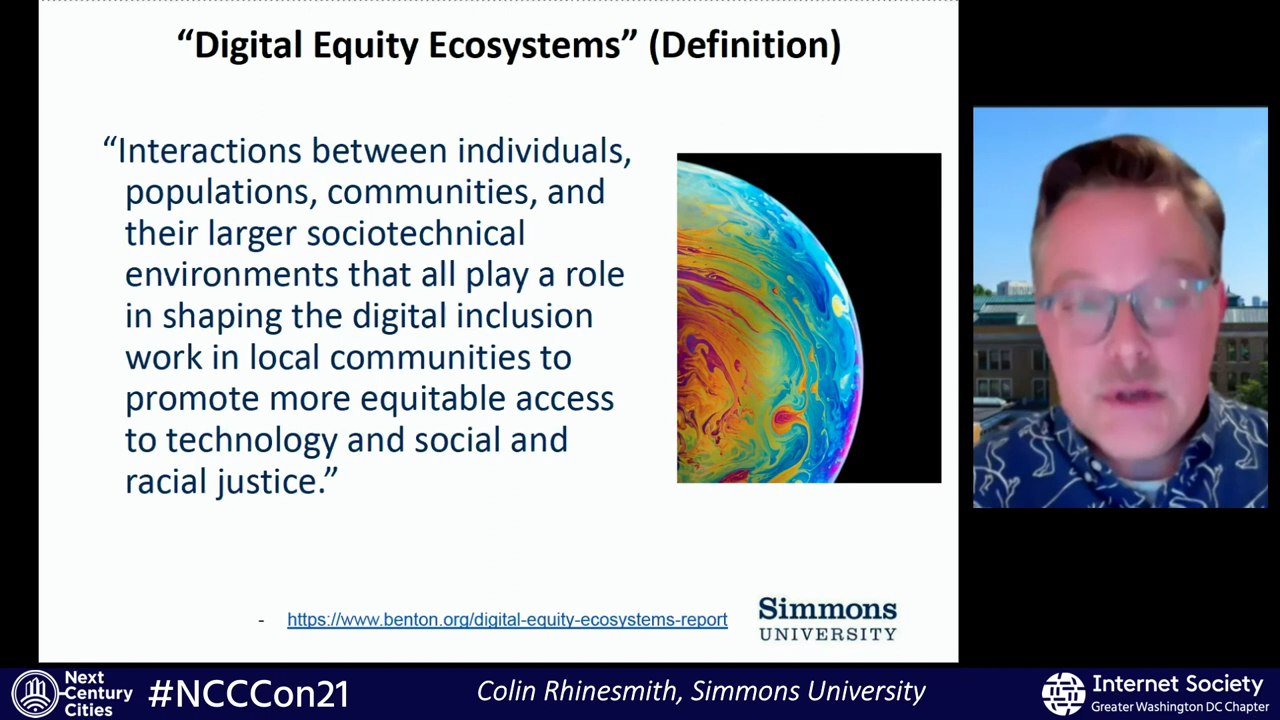 “Digital Equity Ecosystems” (Definition)
“Interactions between individuals,
populations, communities, and
their larger sociotechnical
environments that all play a role
in shaping the digital inclusion
work in local communities to
promote more equitable access
to technology and social and
racial justice.”
- https://www.benton.org/digital-equity-ecosystems-report
Simmons
UNIVERSITY
Next
Century
Cities
#NCCCon21
Colin Rhinesmith, Simmons University
Internet Society
Greater Washington DC Chapter